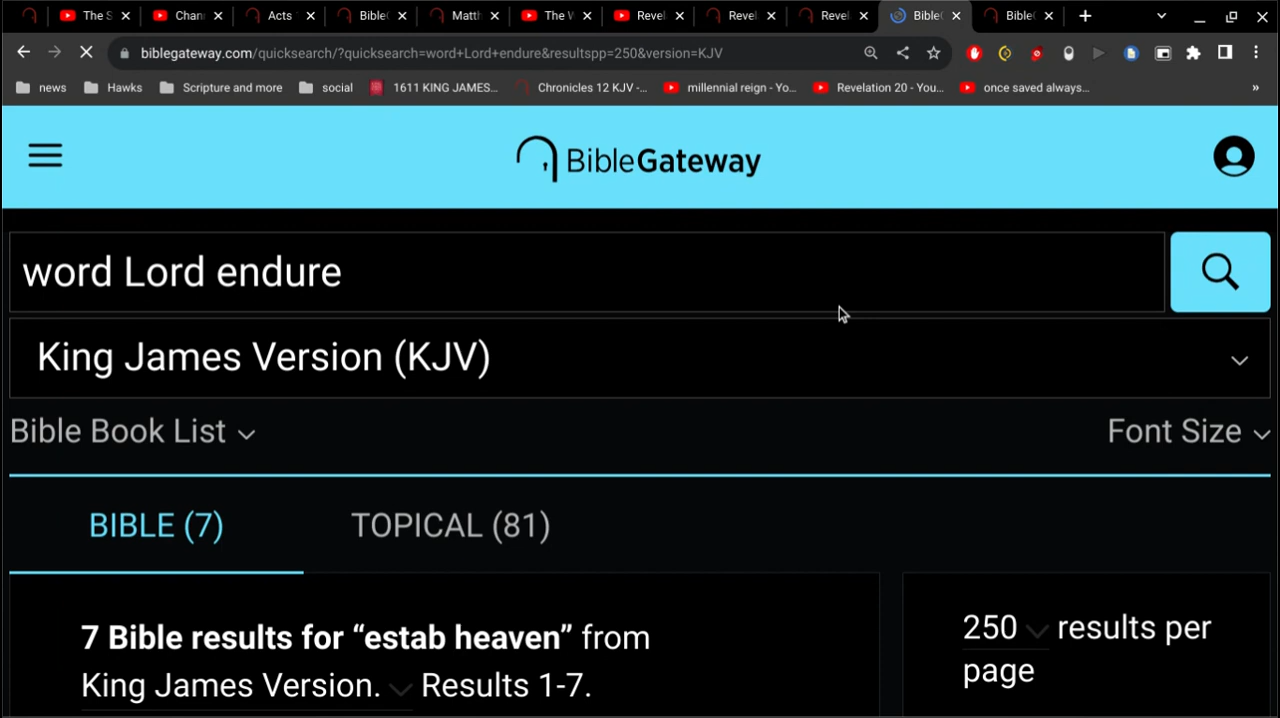 The S
Chan
Acts
Bible
Matt
The W
Revel
Revel
Revel
Bible
Bible
biblegateway.com/quicksearch/?quicksearch=word+Lord+endure&resultspp=250&version=KJV
news
Hawks
Scripture and more
social
1611 KING JAMES...
Chronicles 12 KJV -...
millennial reign - Yo...
Revelation 20 - You...
once saved always...
»
BibleGateway
word Lord endure
King James Version (KJV)
Bible Book List
Font Size
BIBLE (7)
TOPICAL (81)
7 Bible results for “estab heaven” from
King James Version. Results 1-7.
250 results per
page